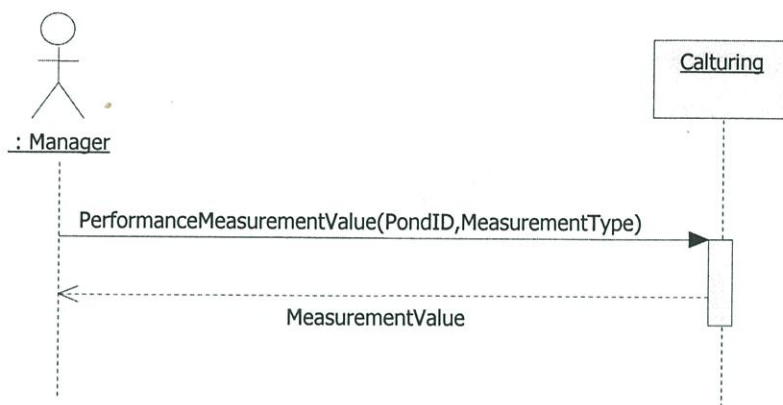 Calturing
: Manager
PerformanceMeasurementValue(PondID,MeasurementType)
MeasurementValue